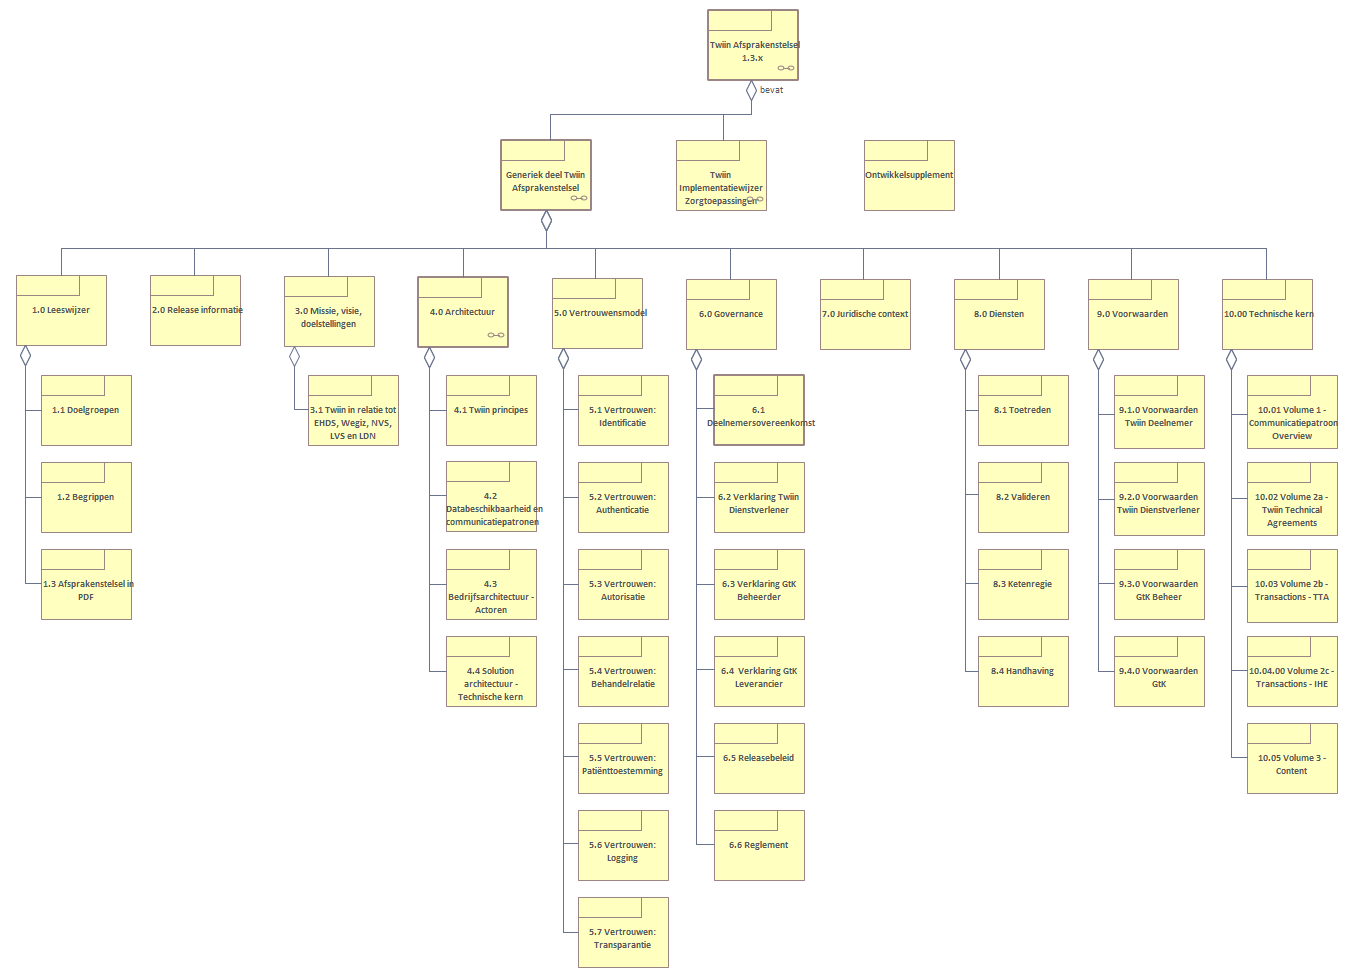 Twiin Afsprakenstelsel
1.3.x
bevat
Generiek deel Twiin
Afsprakenstelsel
Twiin
Implementatiewijzer
Zorgtoepassingen
Ontwikkelsupplement
1.0 Leeswijzer
2.0 Release informatie
3.0 Missie, visie,
doelstellingen
4.0 Architectuur
5.0 Vertrouwensmodel
6.0 Governance
7.0 Juridische context
8.0 Diensten
9.0 Voorwaarden
10.00 Technische kern
1.1 Doelgroepen
1.2 Begrippen
1.3 Afsprakenstelsel in
PDF
3.1 Twiin in relatie tot
EHDS, Wegiz, NVS,
LVS en LDN
4.1 Twiin principes
4.2
Databeschikbaarheid en
communicatiepatronen
4.3
Bedrijfsarchitectuur -
Actoren
4.4 Solution
architectuur -
Technische kern
5.1 Vertrouwen:
Identificatie
5.2 Vertrouwen:
Authenticatie
5.3 Vertrouwen:
Autorisatie
5.4 Vertrouwen:
Behandelrelatie
5.5 Vertrouwen:
Patiënttoestemming
5.6 Vertrouwen:
Logging
5.7 Vertrouwen:
Transparantie
6.1
Deelnemersovereenkomst
6.2 Verklaring Twiin
Dienstverlener
6.3 Verklaring GtK
Beheerder
6.4 Verklaring GtK
Leverancier
6.5 Releasebeleid
6.6 Reglement
8.1 Toetreden
8.2 Valideren
8.3 Ketenregie
8.4 Handhaving
9.1.0 Voorwaarden
Twiin Deelnemer
9.2.0 Voorwaarden
Twiin Dienstverlener
9.3.0 Voorwaarden
GtK Beheer
9.4.0 Voorwaarden
GtK
10.01 Volume 1 -
Communicatiepatroon
Overview
10.02 Volume 2a -
Twiin Technical
Agreements
10.03 Volume 2b -
Transactions - TTA
10.04.00 Volume 2c -
Transactions - IHE
10.05 Volume 3 -
Content